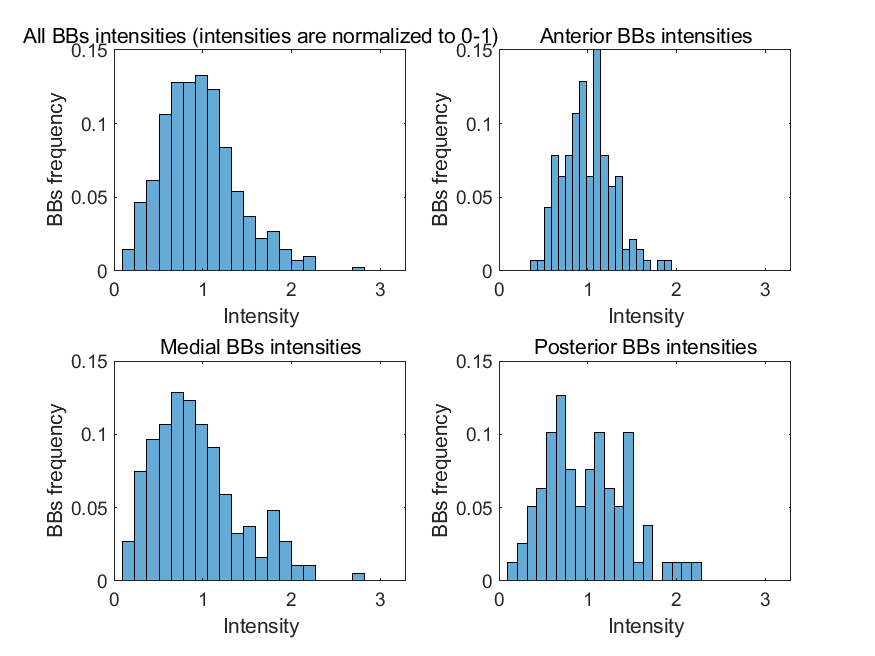 All BBs intensities (intensities are normalized to 0-1)
0.15
0.1
0.05
0
BBs frequency
0 1 2 3
Intensity
Anterior BBs intensities
0.15
0.1
0.05
0
BBs frequency
0 1 2 3
Intensity
Medial BBs intensities
0.15
0.1
0.05
0
BBs frequency
0 1 2 3
Intensity
Posterior BBs intensities
0.15
0.1
0.05
0
BBs frequency
0 1 2 3
Intensity